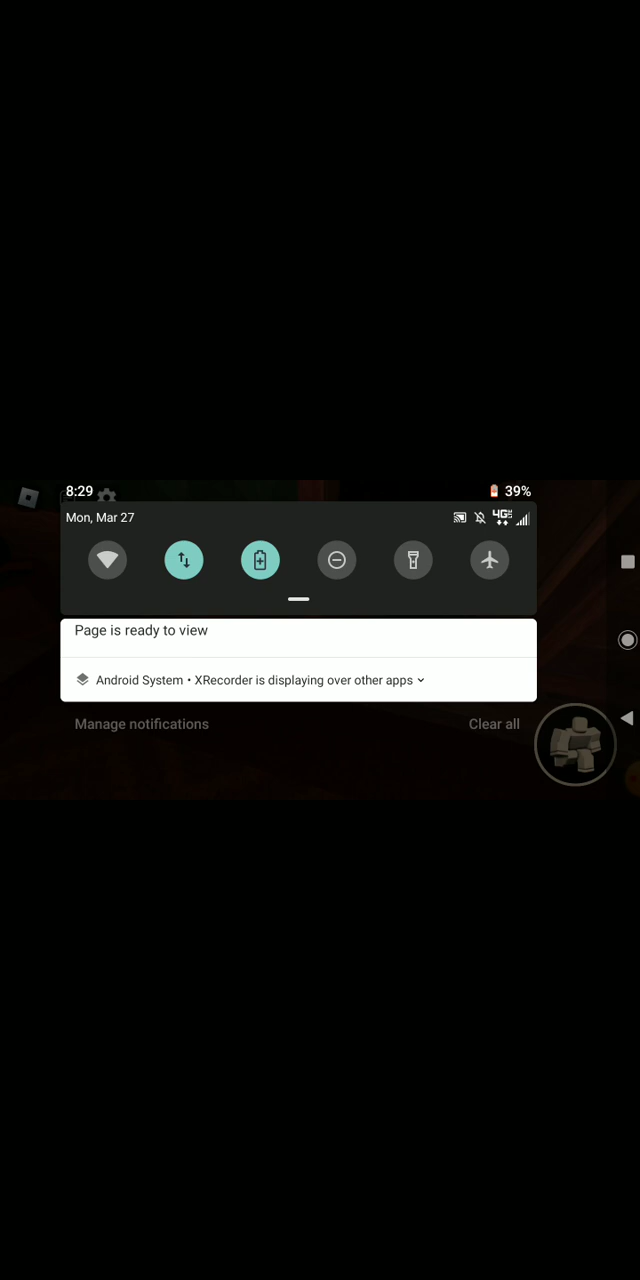 8:29
39%
Mon, Mar 27
4G
Page is ready to view
Android System • XRecorder is displaying over other apps
Manage notifications
Clear all